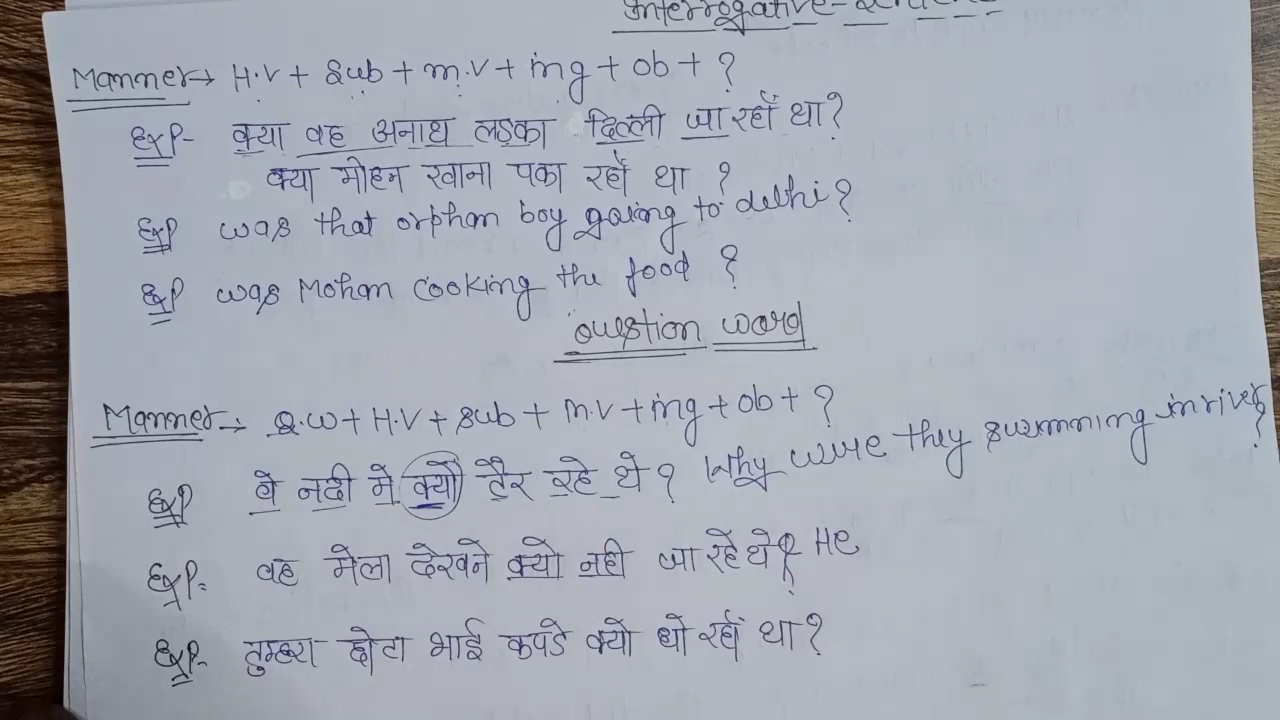 Interrogative-
Manner→ H.V + Sub + m.V + ing + ob + ?
Exp- क्या वह अनाथ लड़का दिल्ली जा रहाँ था?
क्या मोहन खाना पका रहाँ था ?
Exp was that orphan boy going to delhi?
Exp was Mohan cooking the food ?
Question word
Manner→ Q.w + H.V + Sub + m.V + ing + ob + ?
Exp वे नदी मे क्यों तैर रहे थे? Why were they swimming in river?
Exp- वह मेला देखने क्यो नही जा रहे थे? He
Exp- तुम्हरा छोटा भाई कपडे क्यो धो रहाँ था?